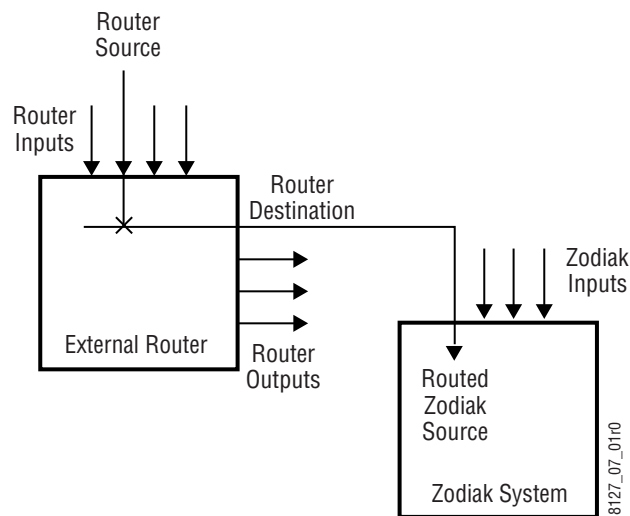 Router
Source
Router
Inputs
Router
Destination
Zodiak
Inputs
External Router
Router
Outputs
Routed
Zodiak
Source
Zodiak System
8127_07_01r0